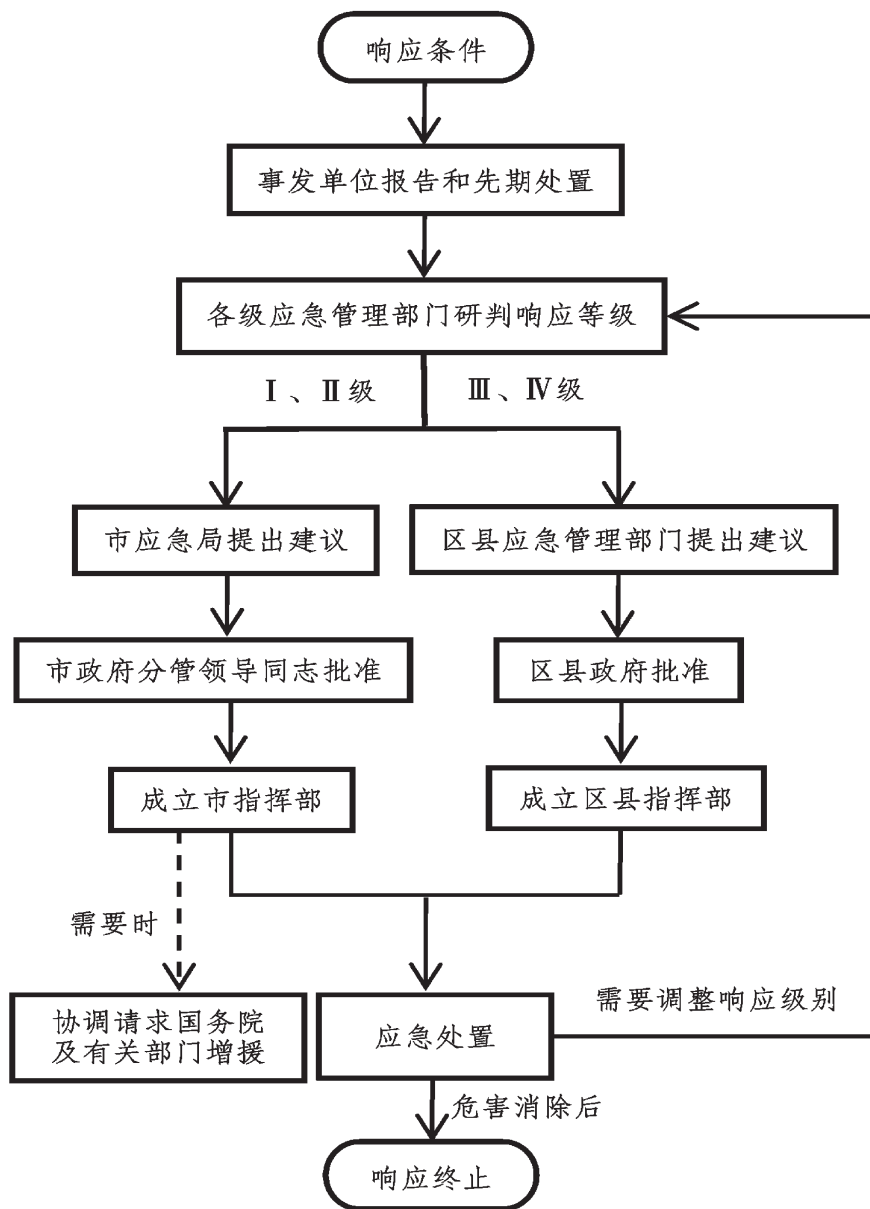 响应条件
事发单位报告和先期处置
各级应急管理部门研判响应等级
Ⅰ、Ⅱ级
Ⅲ、Ⅳ级
市应急局提出建议
区县应急管理部门提出建议
市政府分管领导同志批准
区县政府批准
成立市指挥部
成立区县指挥部
需要时
协调请求国务院
及有关部门增援
应急处置
需要调整响应级别
危害消除后
响应终止